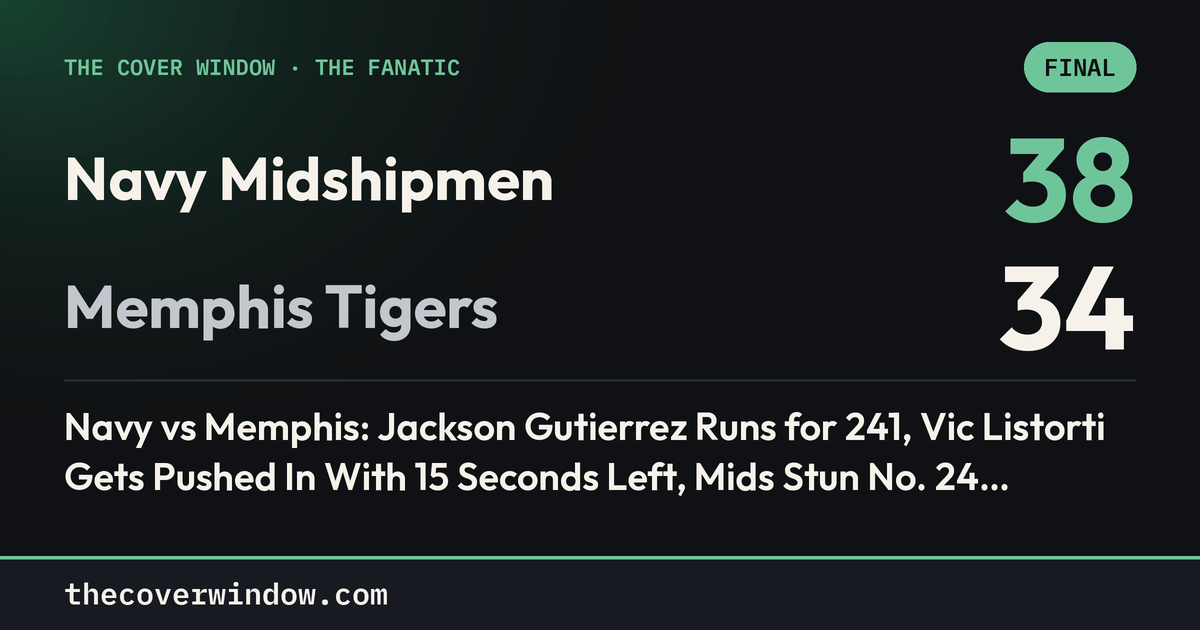 THE COVER WINDOW · THE FANATIC
FINAL
Navy Midshipmen
38
Memphis Tigers
34
Navy vs Memphis: Jackson Gutierrez Runs for 241, Vic Listorti
Gets Pushed In With 15 Seconds Left, Mids Stun No. 24...
thecoverwindow.com